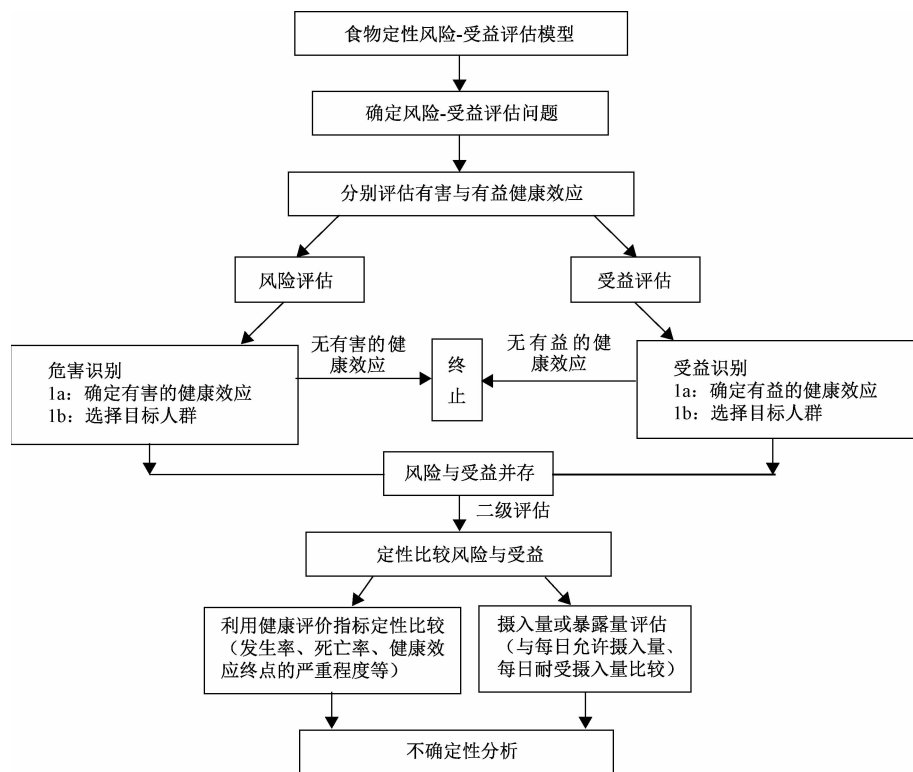 食物定性风险-受益评估模型
确定风险-受益评估问题
分别评估有害与有益健康效应
风险评估
受益评估
危害识别
1a：确定有害的健康效应
1b：选择目标人群
无有害的健
康效应
终
止
无有益的健
康效应
受益识别
1a：确定有益的健康效应
1b：选择目标人群
风险与受益并存
二级评估
定性比较风险与受益
利用健康评价指标定性比较
（发生率、死亡率、健康效
应终点的严重程度等）
摄入量或暴露量评估
（与每日允许摄入量、
每日耐受摄入量比较）
不确定性分析